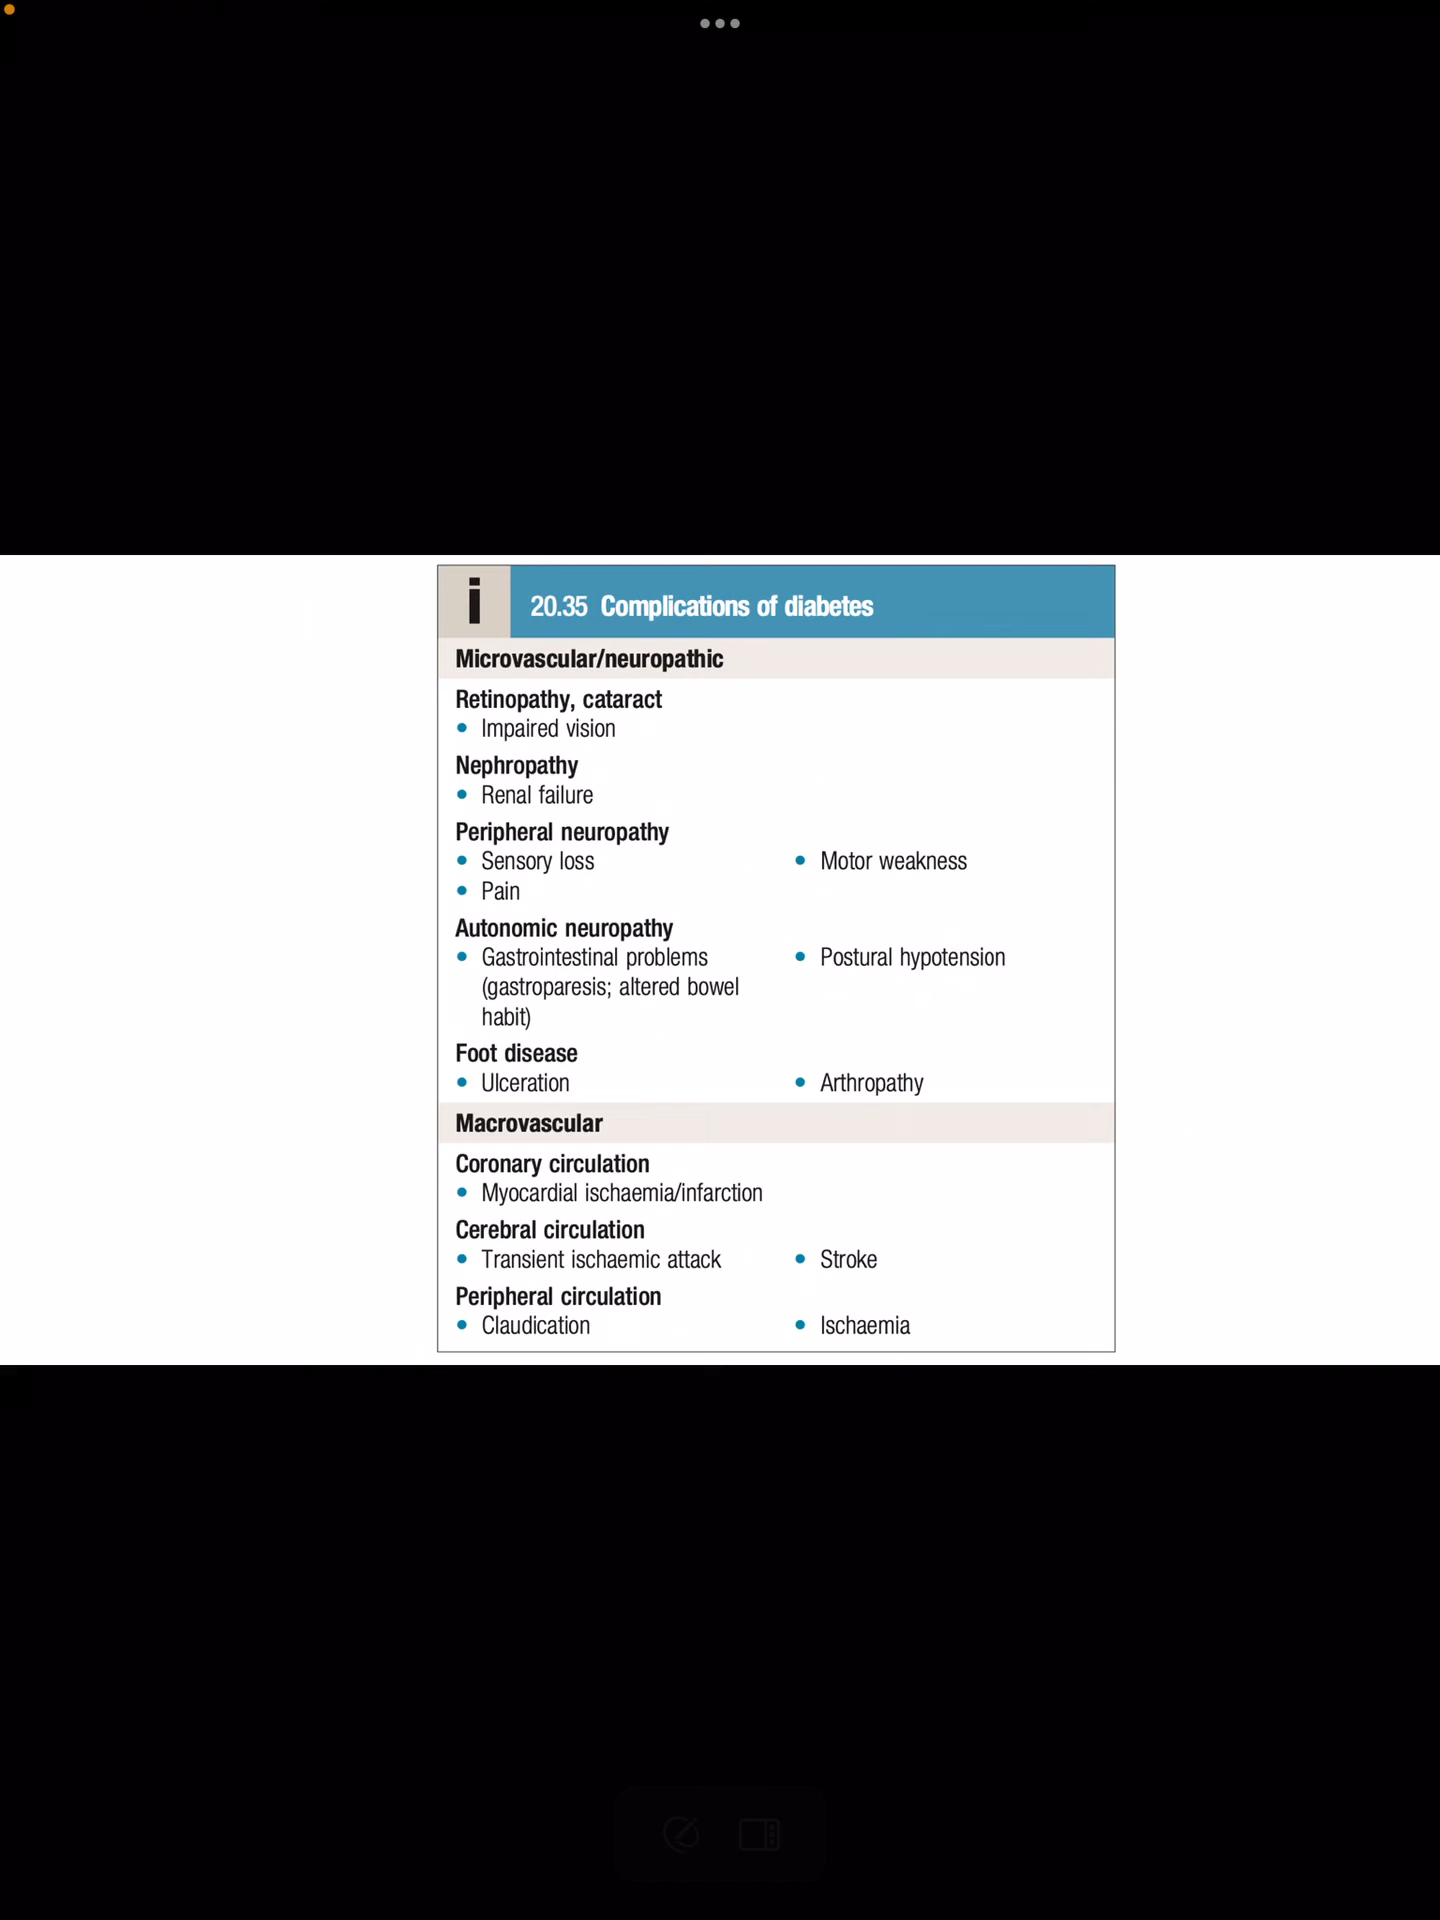 i
20.35 Complications of diabetes
Microvascular/neuropathic
Retinopathy, cataract
• Impaired vision
Nephropathy
• Renal failure
Peripheral neuropathy
• Sensory loss
• Motor weakness
• Pain
Autonomic neuropathy
• Gastrointestinal problems
(gastroparesis; altered bowel
habit)
• Postural hypotension
Foot disease
• Ulceration
• Arthropathy
Macrovascular
Coronary circulation
• Myocardial ischaemia/infarction
Cerebral circulation
• Transient ischaemic attack
• Stroke
Peripheral circulation
• Claudication
• Ischaemia